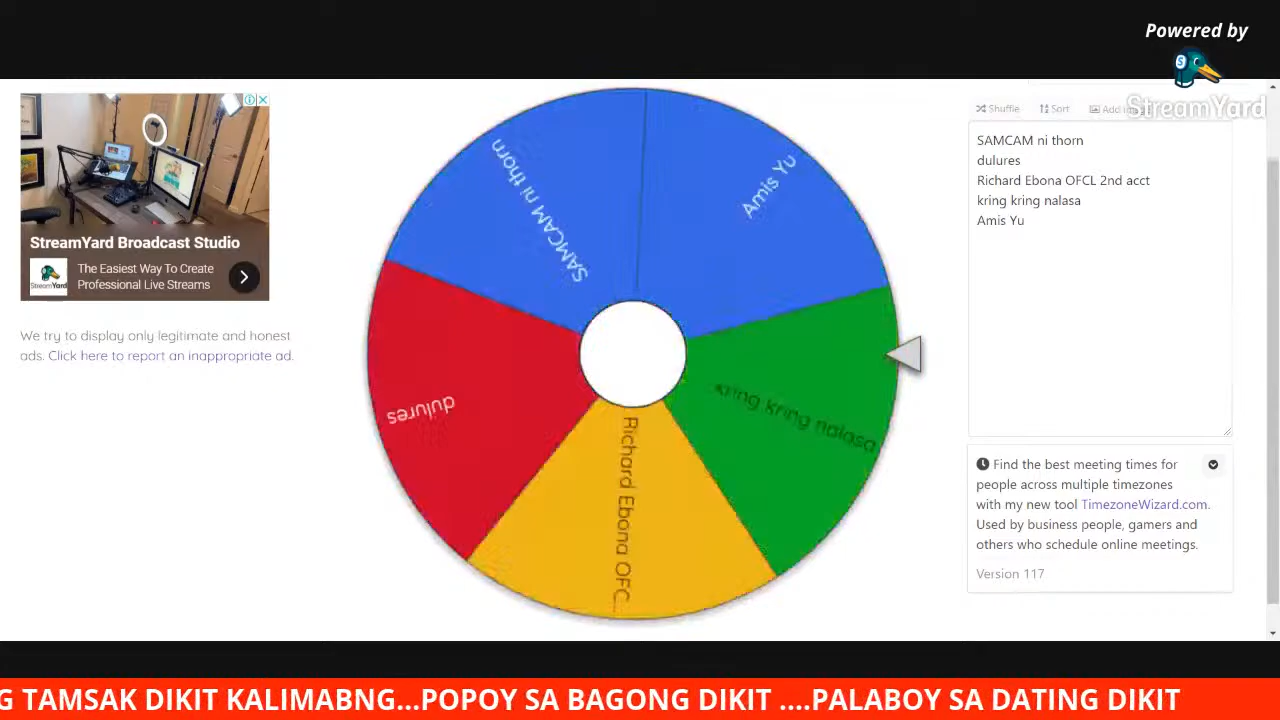 Powered by
StreamYard
Shuffle
Sort
SAMCAM ni thorn
dulures
Richard Ebona OFCL 2nd acct
kring kring nalasa
Amis Yu
StreamYard Broadcast Studio
StreamYard
The Easiest Way To Create
Professional Live Streams
We try to display only legitimate and honest
ads. Click here to report an inappropriate ad.
SAMCAM ni thorn
Amis Yu
dulures
Richard Ebona OFC...
kring kring nalasa
Find the best meeting times for
people across multiple timezones
with my new tool TimezoneWizard.com.
Used by business people, gamers and
others who schedule online meetings.
Version 117
G TAMSAK DIKIT KALIMABNG...POPOY SA BAGONG DIKIT ....PALABOY SA DATING DIKIT